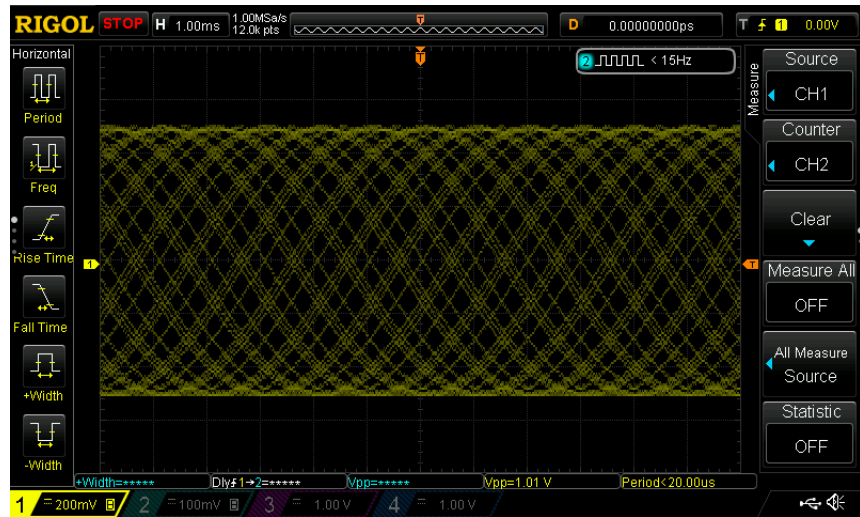 RIGOL STOP H 1.00ms 1.00MSa/s 12.0k pts T D 0.00000000ps T 1 0.00V
Horizontal
Period
Freq
Rise Time
Fall Time
+Width
-Width
T
2 < 15Hz
1
T
Measure
Source
CH1
Counter
CH2
Clear
Measure All
OFF
All Measure
Source
Statistic
OFF
+Width=***** Dly1→2=***** Vpp=***** Vpp=1.01 V Period<20.00us
1 200mV B 2 100mV B 3 1.00 V 4 1.00 V